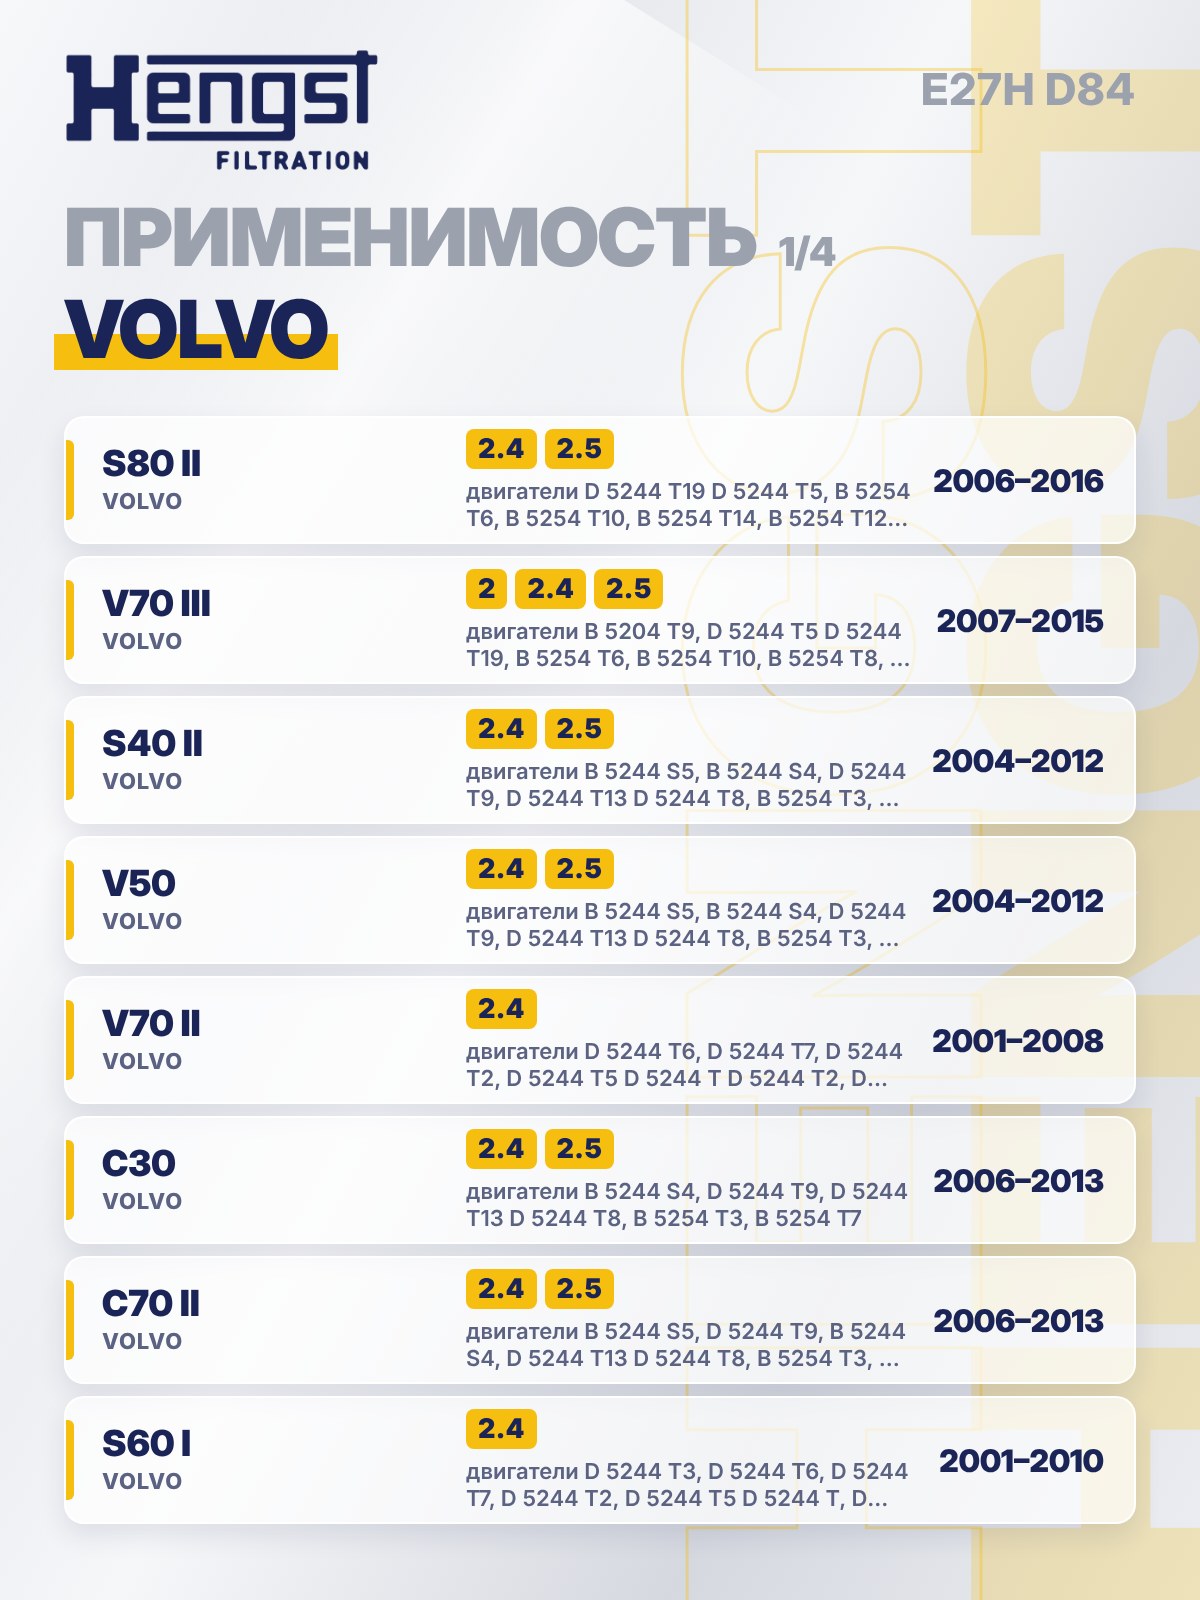 Hengst
FILTRATION
E27H D84
ПРИМЕНИМОСТЬ 1/4
VOLVO
S80 II
VOLVO
2.4 2.5
двигатели D 5244 T19 D 5244 T5, B 5254
T6, B 5254 T10, B 5254 T14, B 5254 T12...
2006–2016
V70 III
VOLVO
2 2.4 2.5
двигатели B 5204 T9, D 5244 T5 D 5244
T19, B 5254 T6, B 5254 T10, B 5254 T8, ...
2007–2015
S40 II
VOLVO
2.4 2.5
двигатели B 5244 S5, B 5244 S4, D 5244
T9, D 5244 T13 D 5244 T8, B 5254 T3, ...
2004–2012
V50
VOLVO
2.4 2.5
двигатели B 5244 S5, B 5244 S4, D 5244
T9, D 5244 T13 D 5244 T8, B 5254 T3, ...
2004–2012
V70 II
VOLVO
2.4
двигатели D 5244 T6, D 5244 T7, D 5244
T2, D 5244 T5 D 5244 T D 5244 T2, D...
2001–2008
C30
VOLVO
2.4 2.5
двигатели B 5244 S4, D 5244 T9, D 5244
T13 D 5244 T8, B 5254 T3, B 5254 T7
2006–2013
C70 II
VOLVO
2.4 2.5
двигатели B 5244 S5, D 5244 T9, B 5244
S4, D 5244 T13 D 5244 T8, B 5254 T3, ...
2006–2013
S60 I
VOLVO
2.4
двигатели D 5244 T3, D 5244 T6, D 5244
T7, D 5244 T2, D 5244 T5 D 5244 T, D...
2001–2010
HENGST
HENGST